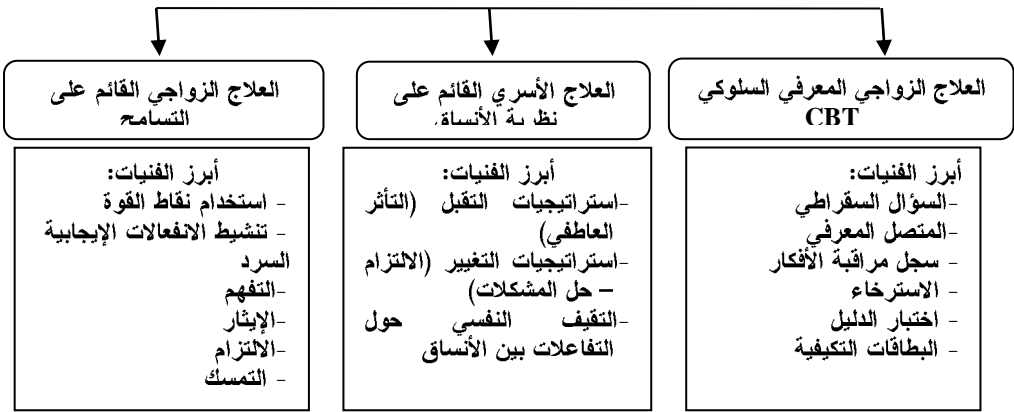 العلاج الزواجي المعرفي السلوكي
CBT
أبرز الفنيات:
-السؤال السقراطي
-المتصل المعرفي
- سجل مراقبة الأفكار
- الاسترخاء
- اختبار الدليل
- البطاقات التكيفية
العلاج الأسري القائم على
نظرية الأنساق
أبرز الفنيات:
-استراتيجيات التقبل (التأثر
العاطفي)
-استراتيجيات التغيير (الالتزام
– حل المشكلات)
-التقيف النفسي حول
التفاعلات بين الأنساق
العلاج الزواجي القائم على
التسامح
أبرز الفنيات:
- استخدام نقاط القوة
- تنشيط الانفعالات الإيجابية
السرد
-التفهم
-الإيثار
-الالتزام
- التمسك